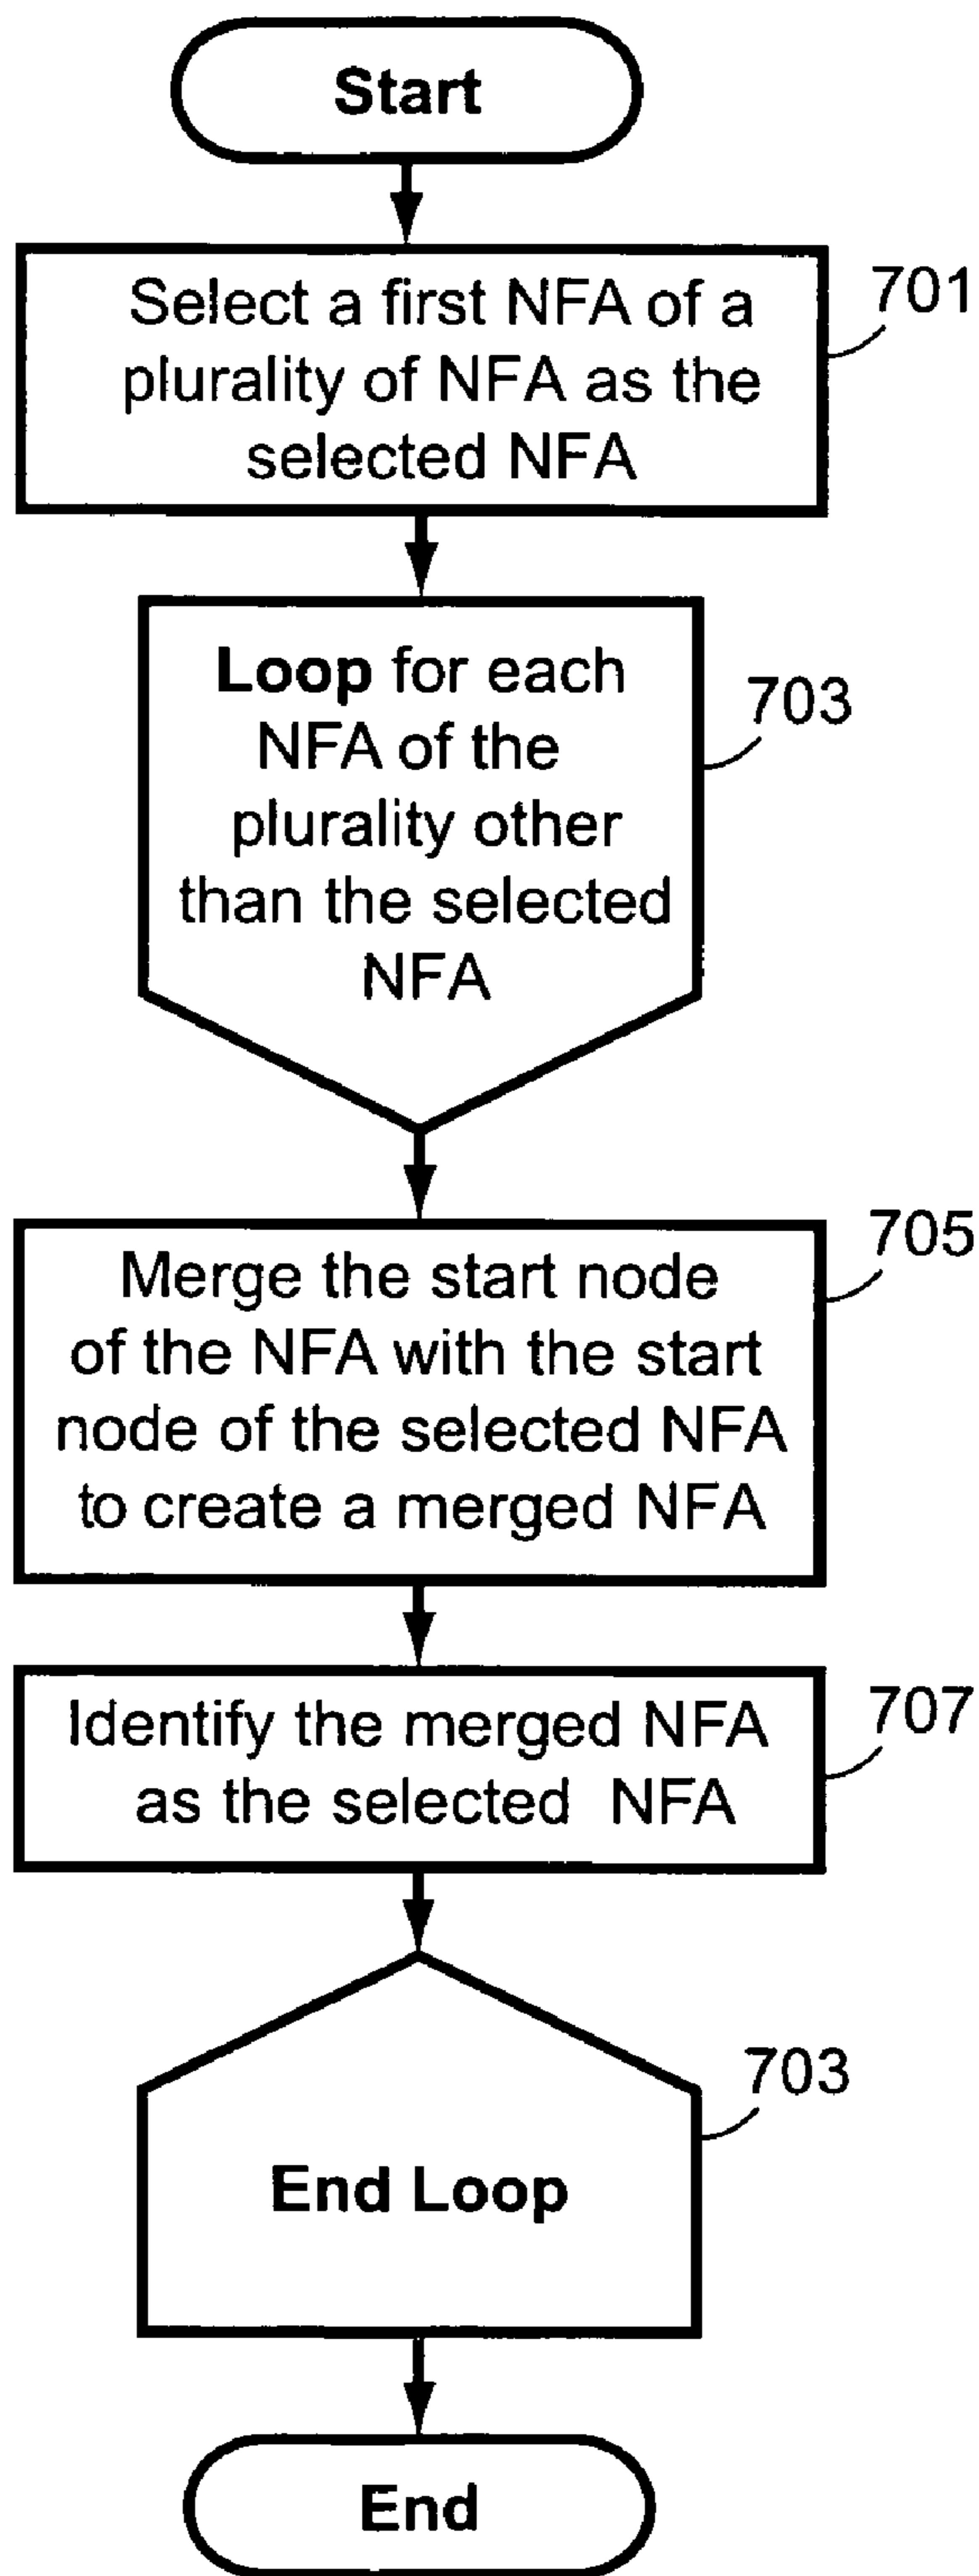 Start
Select a first NFA of a
plurality of NFA as the
selected NFA
701
Loop for each
NFA of the
plurality other
than the selected
NFA
703
Merge the start node
of the NFA with the start
node of the selected NFA
to create a merged NFA
705
Identify the merged NFA
as the selected NFA
707
End Loop
703
End